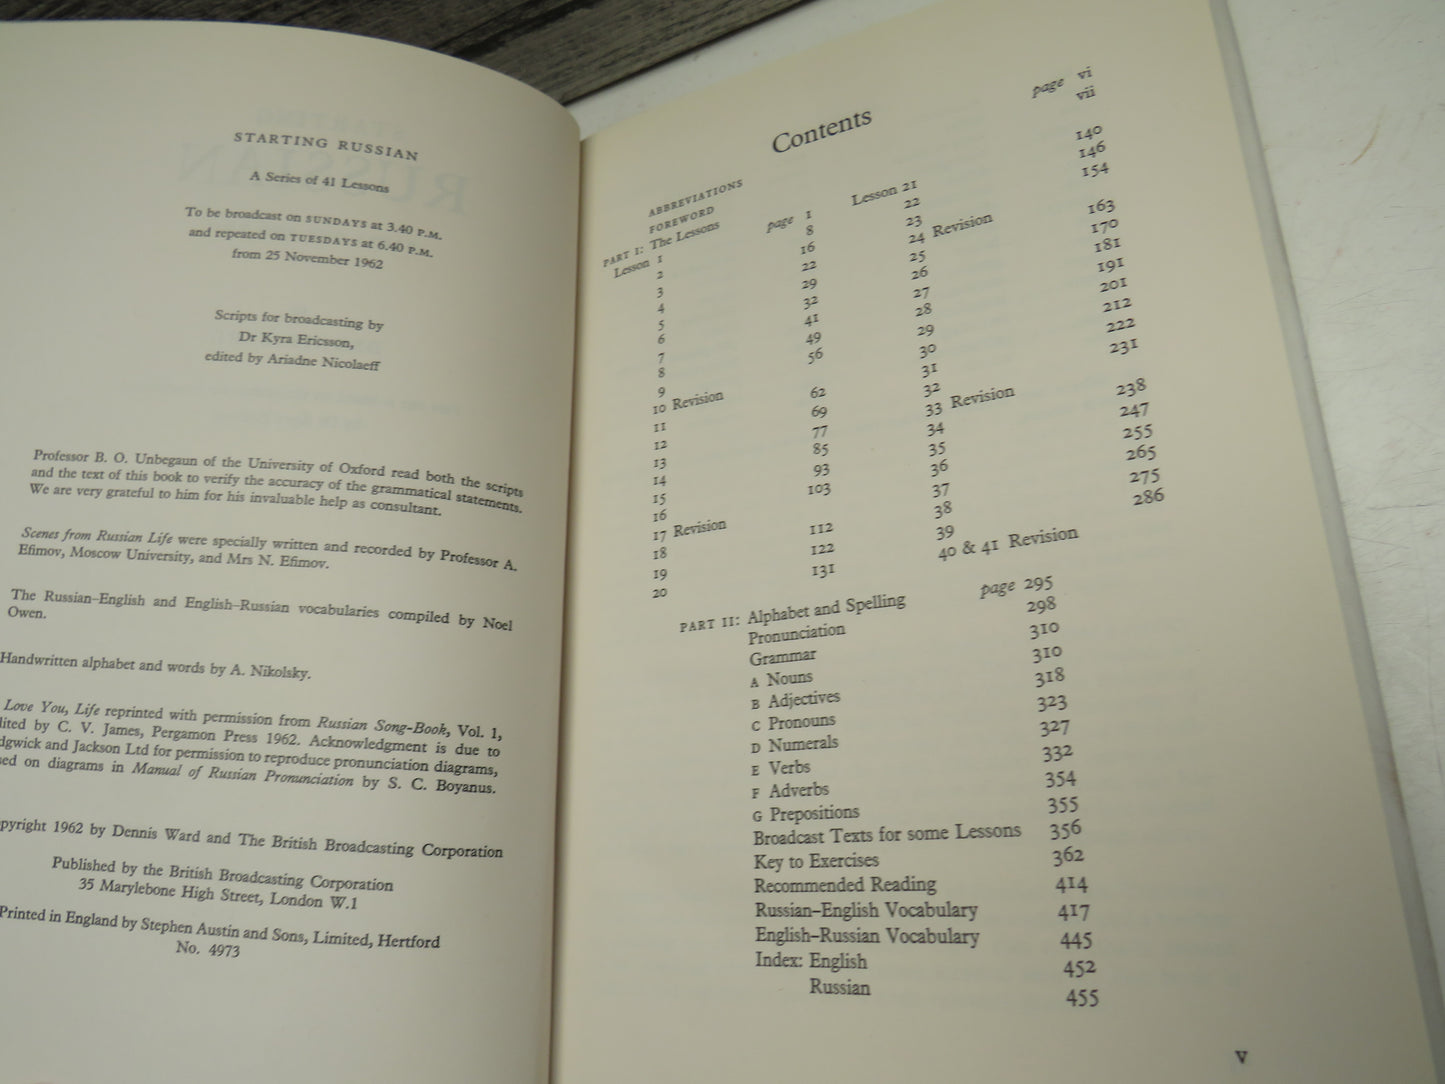 STARTING RUSSIAN
A Series of 41 Lessons
To be broadcast on SUNDAYS at 3.40 P.M.
and repeated on TUESDAYS at 6.40 P.M.
from 25 November 1962
Scripts for broadcasting by
Dr Kyra Ericsson,
edited by Ariadne Nicolaeff
Professor B. O. Unbegaun of the University of Oxford read both the scripts
and the text of this book to verify the accuracy of the grammatical statements.
We are very grateful to him for his invaluable help as consultant.
Scenes from Russian Life were specially written and recorded by Professor A.
Efimov, Moscow University, and Mrs N. Efimov.
The Russian–English and English–Russian vocabularies compiled by Noel
Owen.
Handwritten alphabet and words by A. Nikolsky.
Love You, Life reprinted with permission from Russian Song-Book, Vol. 1,
by C. V. James, Pergamon Press 1962. Acknowledgment is due to
and Jackson Ltd for permission to reproduce pronunciation diagrams,
on diagrams in Manual of Russian Pronunciation by S. C. Boyanus.
1962 by Dennis Ward and The British Broadcasting Corporation
Published by the British Broadcasting Corporation
35 Marylebone High Street, London W.1
Printed in England by Stephen Austin and Sons, Limited, Hertford
No. 4973
Contents
ABBREVIATIONS page vi
FOREWORD vii
PART I: The Lessons
Lesson 1 page 1 Lesson 21 140
2 8 22 146
3 16 23 154
4 22 24 Revision
5 29 25 163
6 32 26 170
7 41 27 181
8 49 28 191
9 56 29 201
10 Revision 30 212
11 62 31 222
12 69 32 231
13 77 33 Revision
14 85 34 238
15 93 35 247
16 103 36 255
17 Revision 37 265
18 112 38 275
19 122 39 286
20 131 40 & 41 Revision
PART II: Alphabet and Spelling page 295
Pronunciation 298
Grammar 310
A Nouns 310
B Adjectives 318
C Pronouns 323
D Numerals 327
E Verbs 332
F Adverbs 354
G Prepositions 355
Broadcast Texts for some Lessons 356
Key to Exercises 362
Recommended Reading 414
Russian–English Vocabulary 417
English–Russian Vocabulary 445
Index: English 452
Russian 455
v